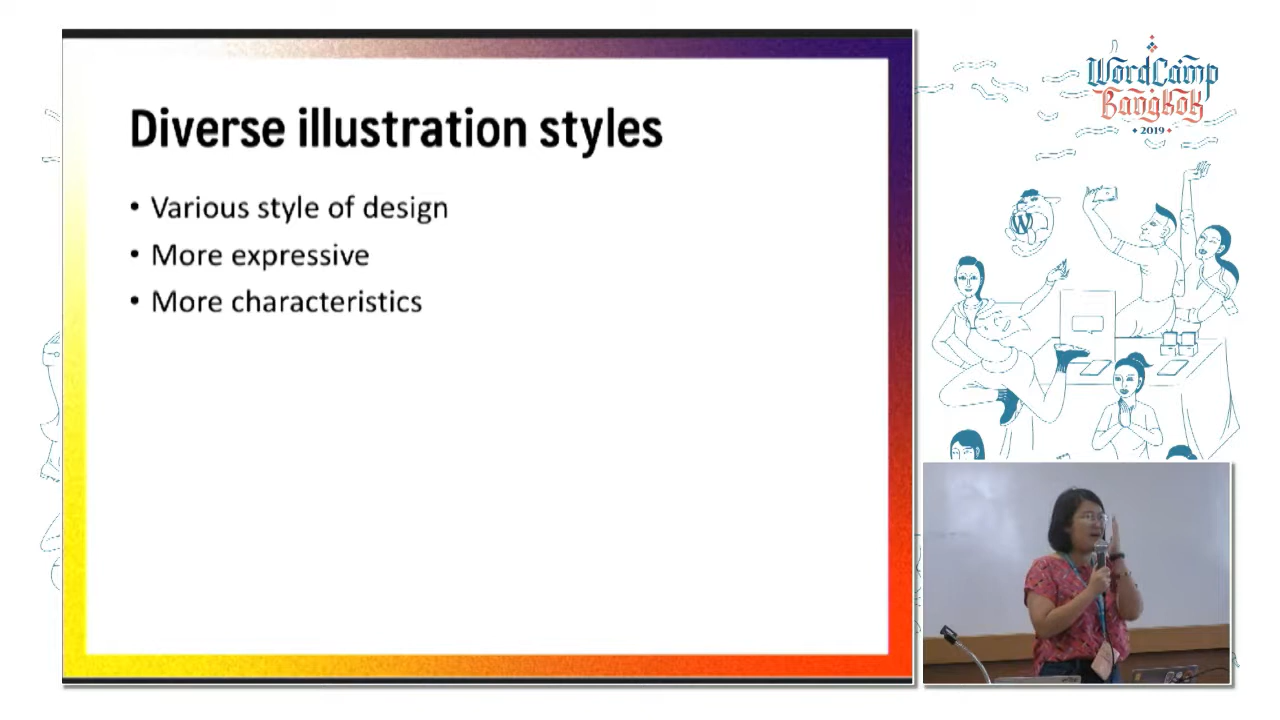 Diverse illustration styles
• Various style of design
• More expressive
• More characteristics
WordCamp
Bangkok
2019